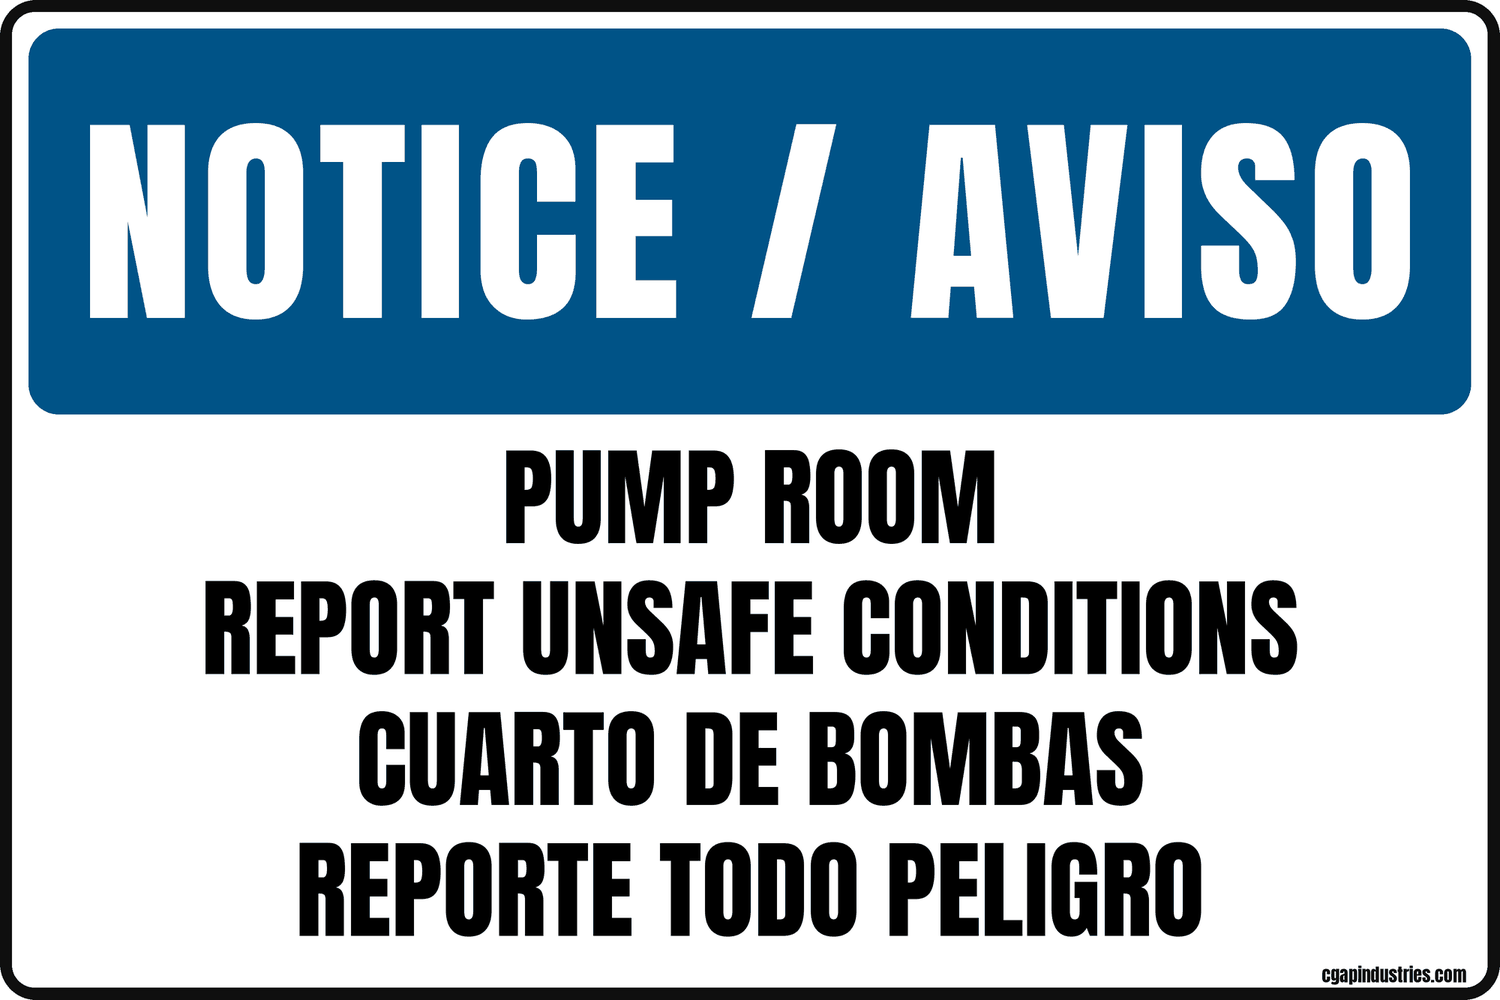 NOTICE / AVISO
PUMP ROOM
REPORT UNSAFE CONDITIONS
CUARTO DE BOMBAS
REPORTE TODO PELIGRO
cgapindustries.com